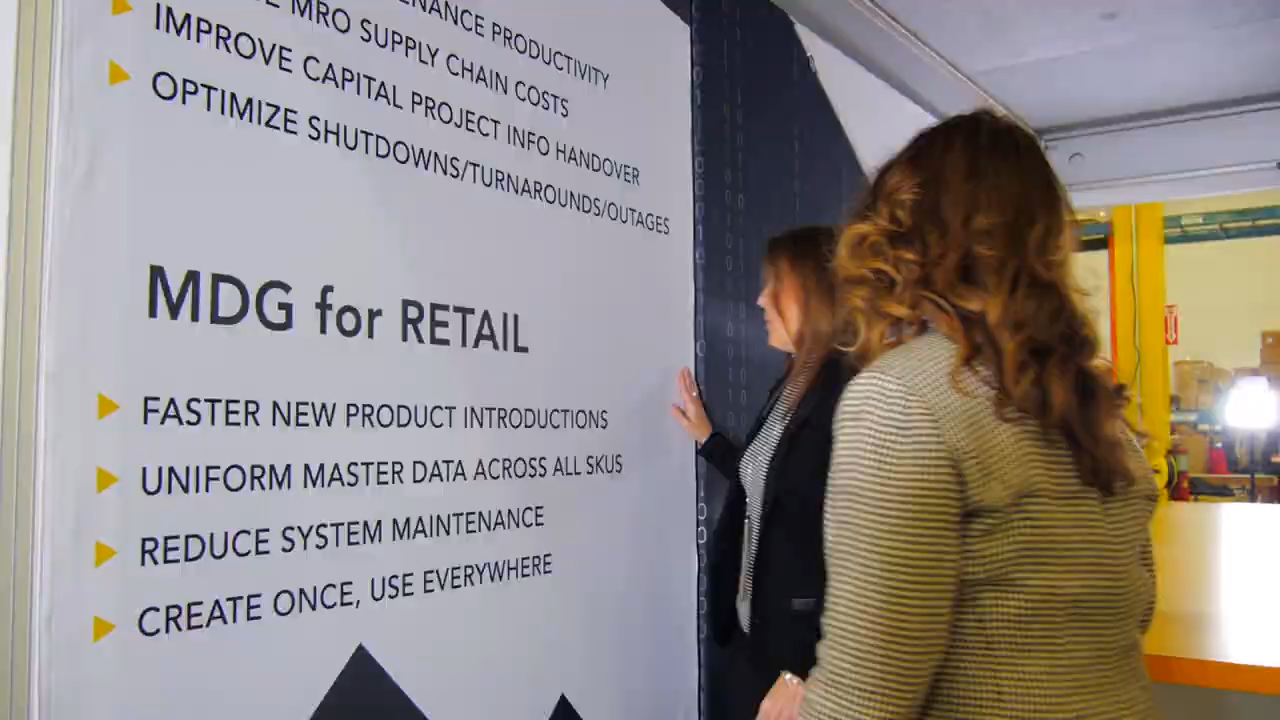 MRO SUPPLY CHAIN COSTS
PRODUCTIVITY
IMPROVE CAPITAL PROJECT INFO HANDOVER
OPTIMIZE SHUTDOWNS/TURNAROUNDS/OUTAGES
MDG for RETAIL
FASTER NEW PRODUCT INTRODUCTIONS
UNIFORM MASTER DATA ACROSS ALL SKUS
REDUCE SYSTEM MAINTENANCE
CREATE ONCE, USE EVERYWHERE